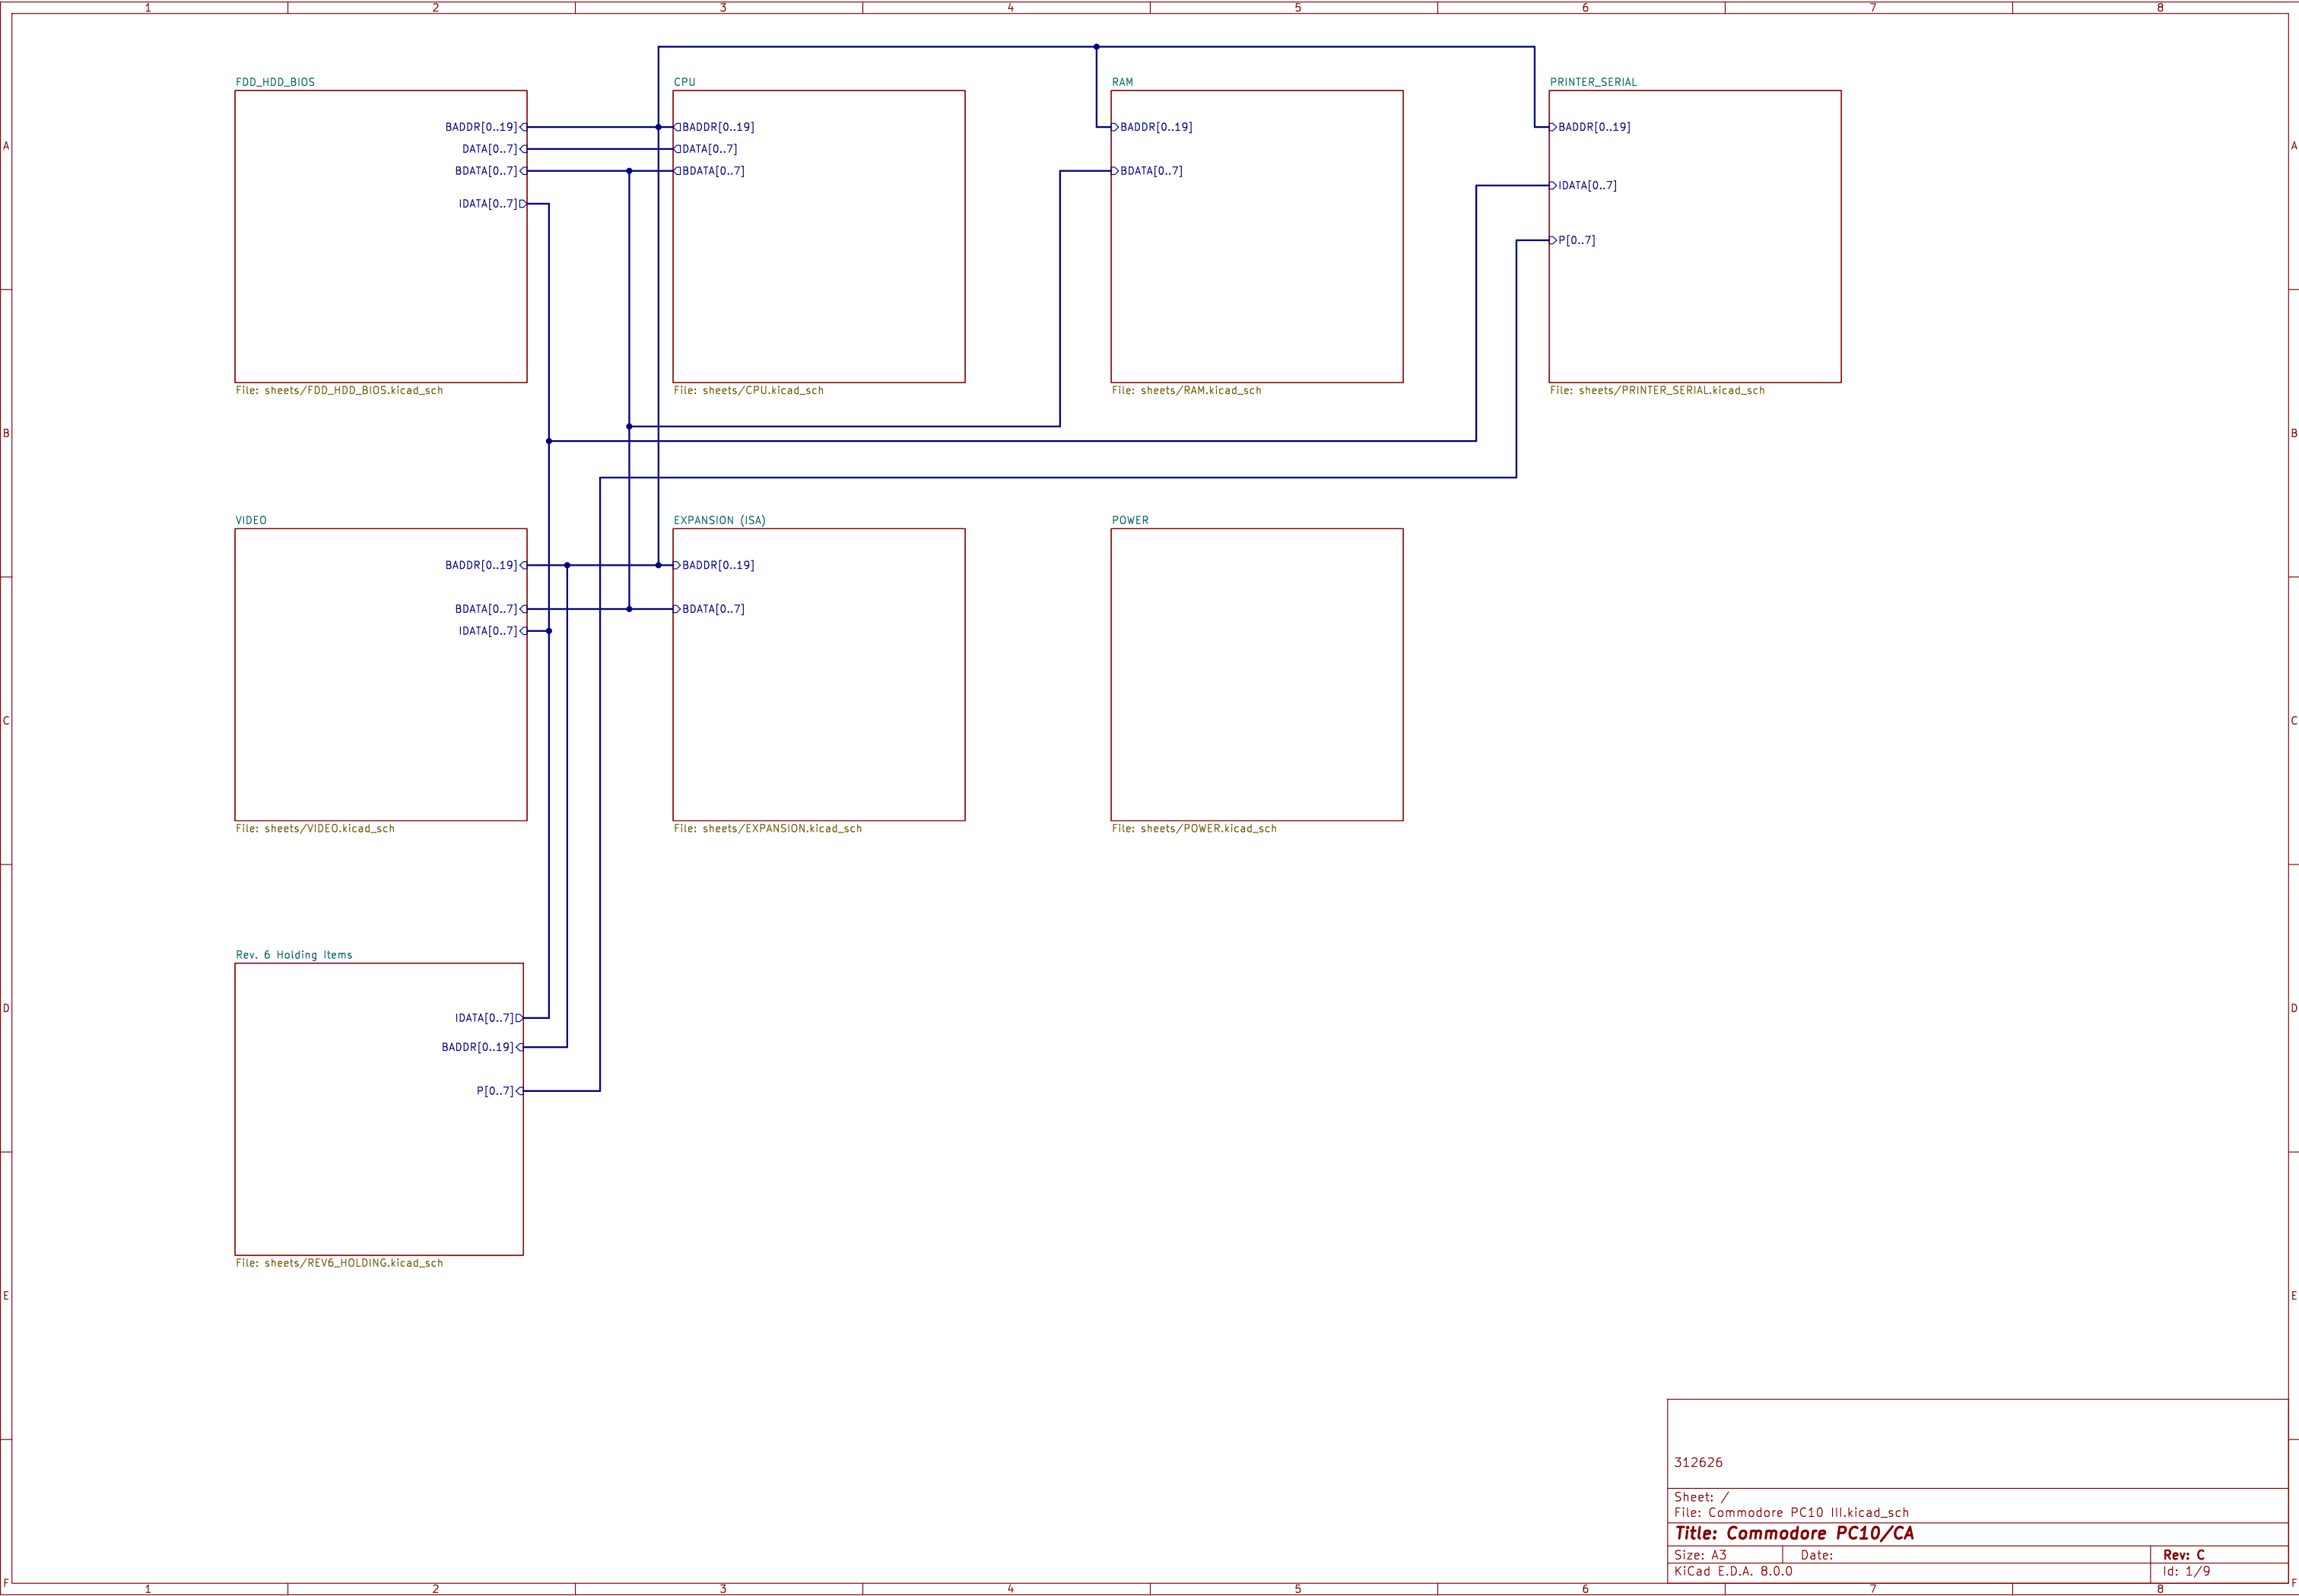 1 2 3 4 5 6 7 8
FDD_HDD_BIOS
BADDR[0..19]
DATA[0..7]
BDATA[0..7]
IDATA[0..7]
File: sheets/FDD_HDD_BIOS.kicad_sch
CPU
BADDR[0..19]
DATA[0..7]
BDATA[0..7]
File: sheets/CPU.kicad_sch
RAM
BADDR[0..19]
BDATA[0..7]
File: sheets/RAM.kicad_sch
PRINTER_SERIAL
BADDR[0..19]
IDATA[0..7]
P[0..7]
File: sheets/PRINTER_SERIAL.kicad_sch
A A
B B
VIDEO
BADDR[0..19]
BDATA[0..7]
IDATA[0..7]
File: sheets/VIDEO.kicad_sch
EXPANSION (ISA)
BADDR[0..19]
BDATA[0..7]
File: sheets/EXPANSION.kicad_sch
POWER
File: sheets/POWER.kicad_sch
C C
Rev. 6 Holding Items
IDATA[0..7]
BADDR[0..19]
P[0..7]
File: sheets/REV6_HOLDING.kicad_sch
D D
E E
312626
Sheet: /
File: Commodore PC10 III.kicad_sch
Title: Commodore PC10/CA
Size: A3 Date: Rev: C
KiCad E.D.A. 8.0.0 Id: 1/9
F F
1 2 3 4 5 6 7 8